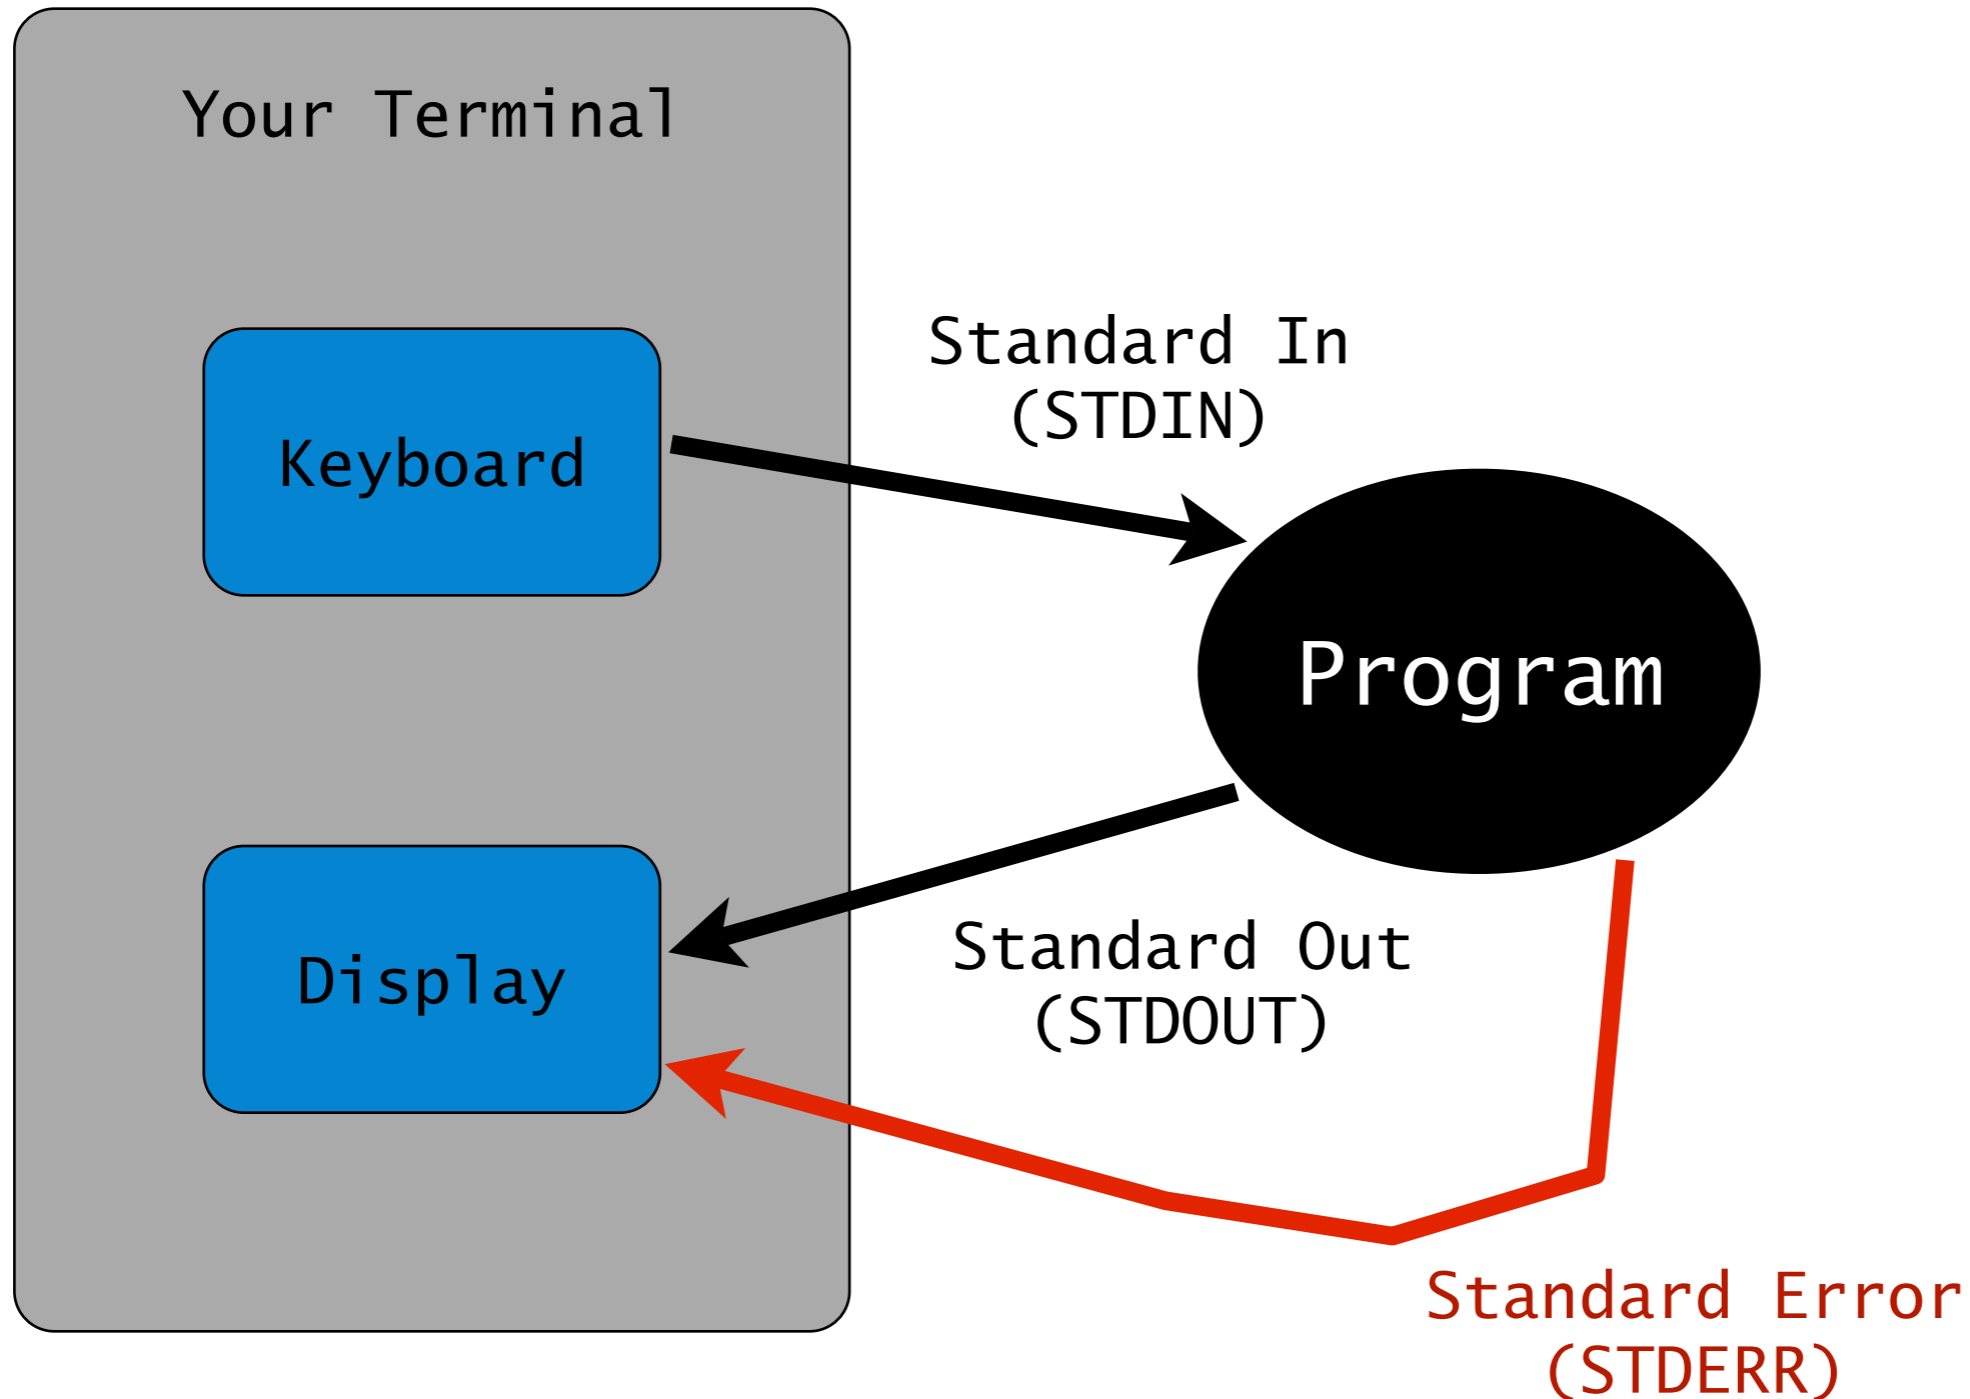 Your Terminal
Standard In
(STDIN)
Keyboard
Program
Standard Out
(STDOUT)
Display
Standard Error
(STDERR)